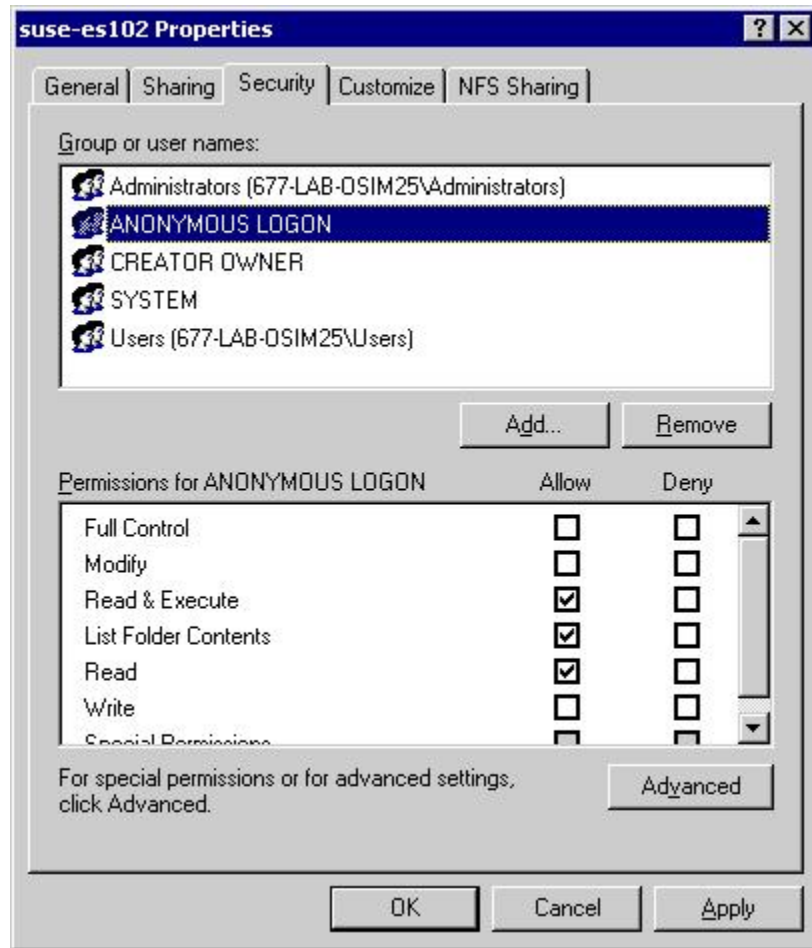 suse-es102 Properties
General Sharing Security Customize NFS Sharing
Group or user names:
Administrators (677-LAB-OSIM25\Administrators)
ANONYMOUS LOGON
CREATOR OWNER
SYSTEM
Users (677-LAB-OSIM25\Users)
Add... Remove
Permissions for ANONYMOUS LOGON Allow Deny
Full Control
Modify
Read & Execute
List Folder Contents
Read
Write
Special Permissions
For special permissions or for advanced settings,
click Advanced.
Advanced
OK Cancel Apply